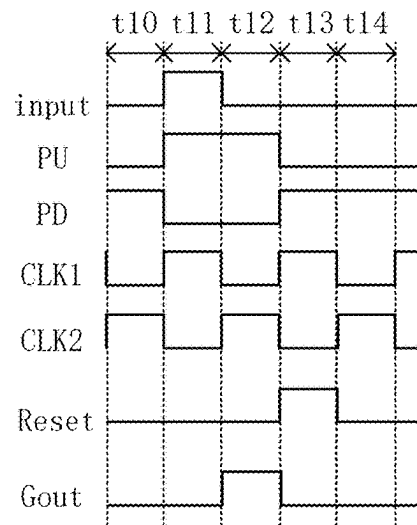 t10 t11 t12 t13 t14
input
PU
PD
CLK1
CLK2
Reset
Gout